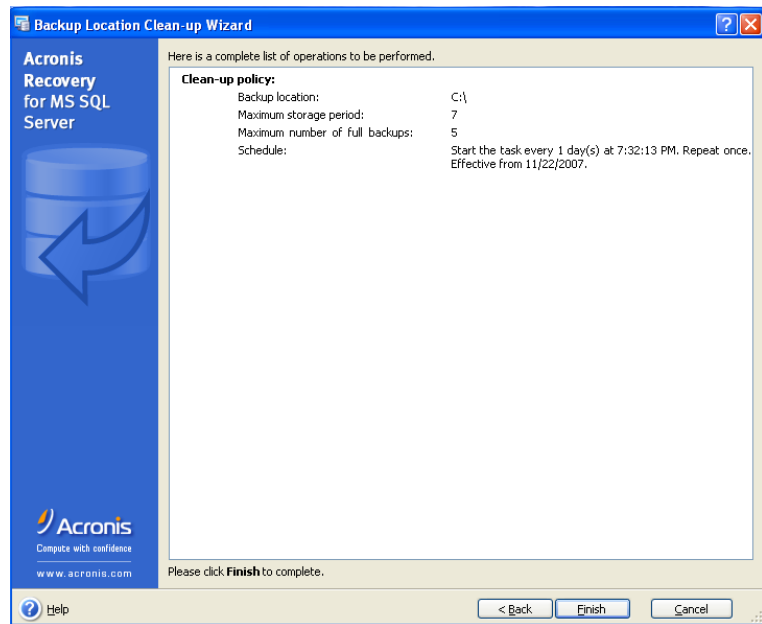 Backup Location Clean-up Wizard
Acronis
Recovery
for MS SQL
Server
Here is a complete list of operations to be performed.
Clean-up policy:
Backup location: C:\
Maximum storage period: 7
Maximum number of full backups: 5
Schedule: Start the task every 1 day(s) at 7:32:13 PM. Repeat once.
Effective from 11/22/2007.
Acronis
Compute with confidence
www.acronis.com
Please click Finish to complete.
Help
< Back
Finish
Cancel